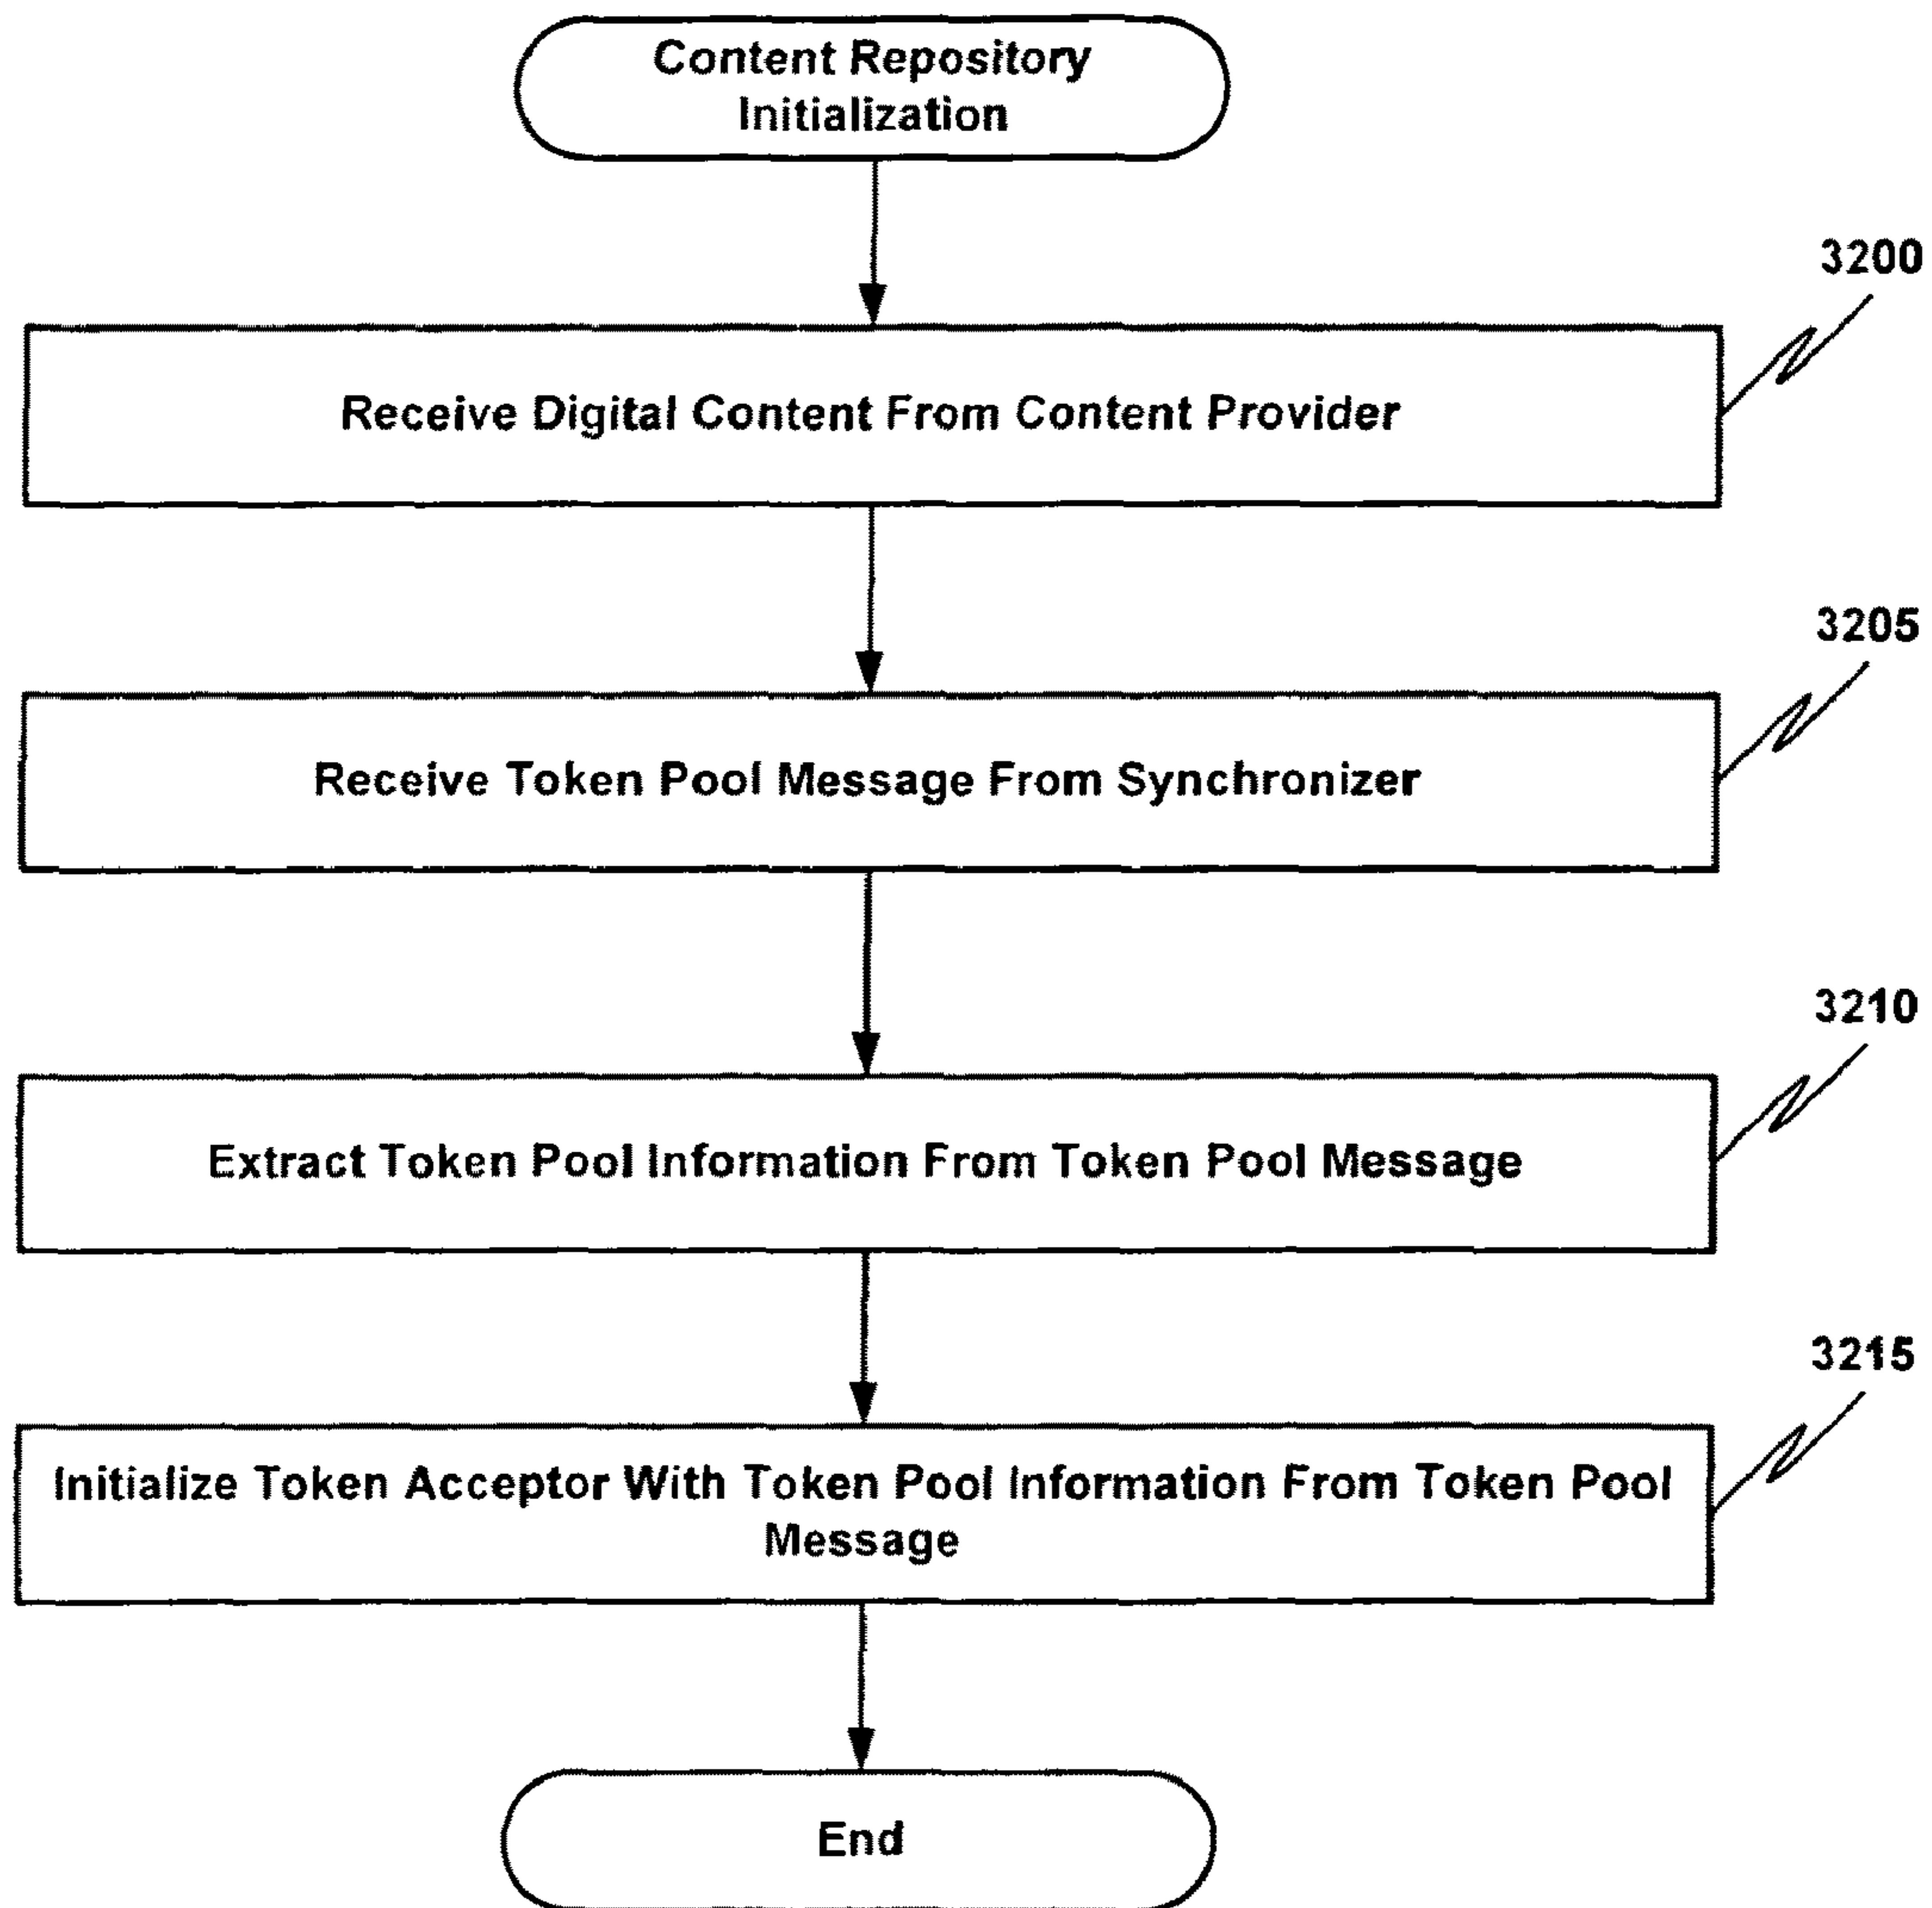 Content Repository
Initialization
3200
Receive Digital Content From Content Provider
3205
Receive Token Pool Message From Synchronizer
3210
Extract Token Pool Information From Token Pool Message
3215
Initialize Token Acceptor With Token Pool Information From Token Pool
Message
End